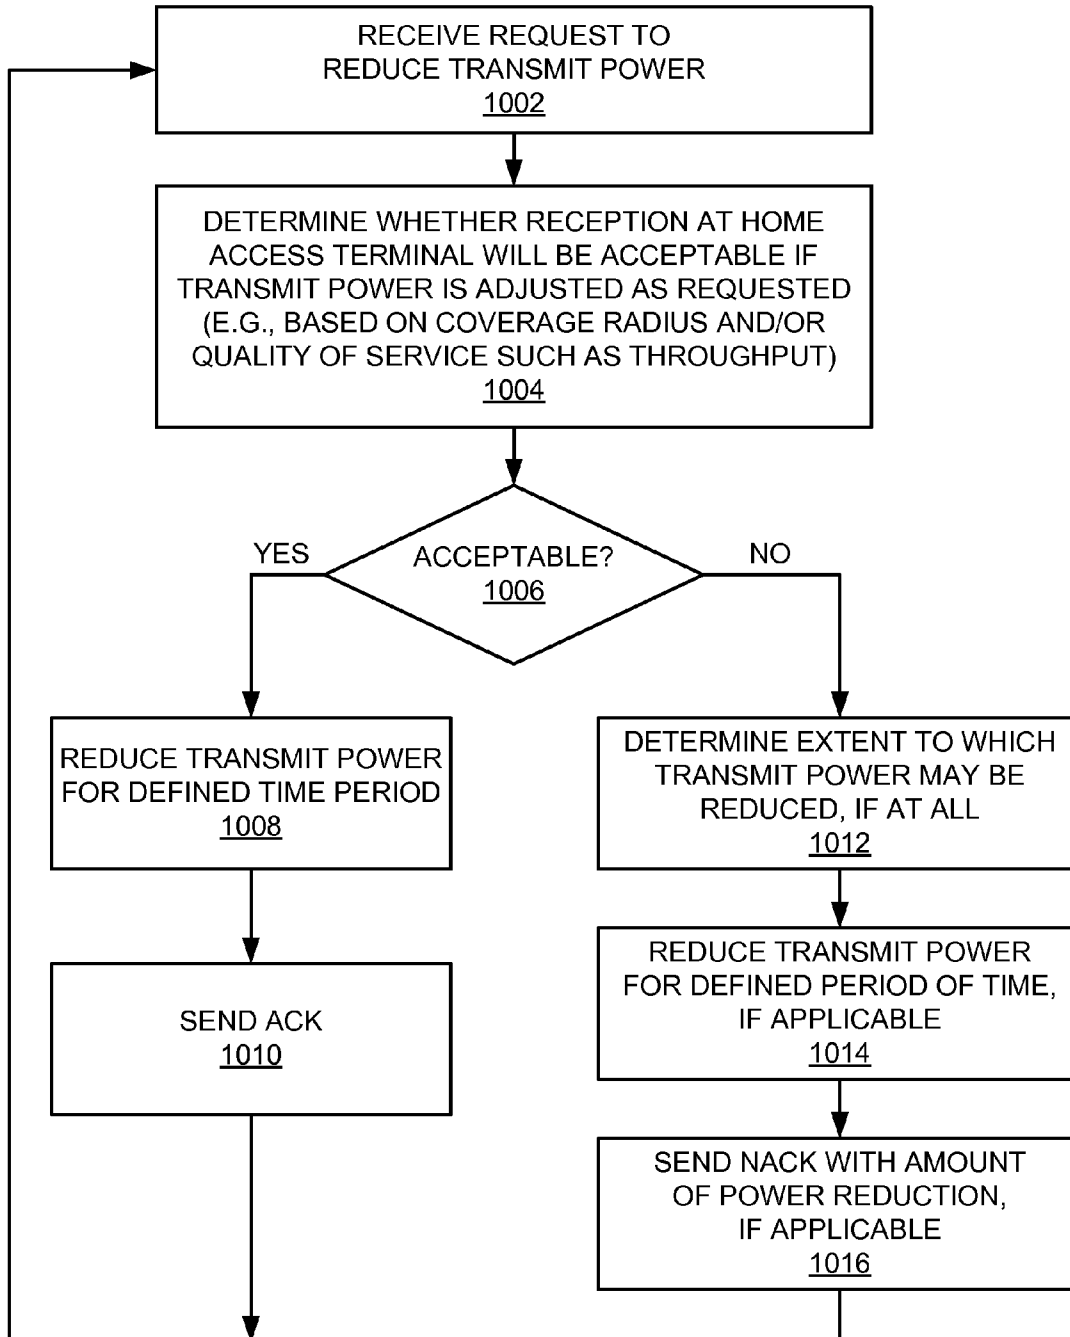 RECEIVE REQUEST TO
REDUCE TRANSMIT POWER
1002
DETERMINE WHETHER RECEPTION AT HOME
ACCESS TERMINAL WILL BE ACCEPTABLE IF
TRANSMIT POWER IS ADJUSTED AS REQUESTED
(E.G., BASED ON COVERAGE RADIUS AND/OR
QUALITY OF SERVICE SUCH AS THROUGHPUT)
1004
YES
ACCEPTABLE?
1006
NO
REDUCE TRANSMIT POWER
FOR DEFINED TIME PERIOD
1008
SEND ACK
1010
DETERMINE EXTENT TO WHICH
TRANSMIT POWER MAY BE
REDUCED, IF AT ALL
1012
REDUCE TRANSMIT POWER
FOR DEFINED PERIOD OF TIME,
IF APPLICABLE
1014
SEND NACK WITH AMOUNT
OF POWER REDUCTION,
IF APPLICABLE
1016